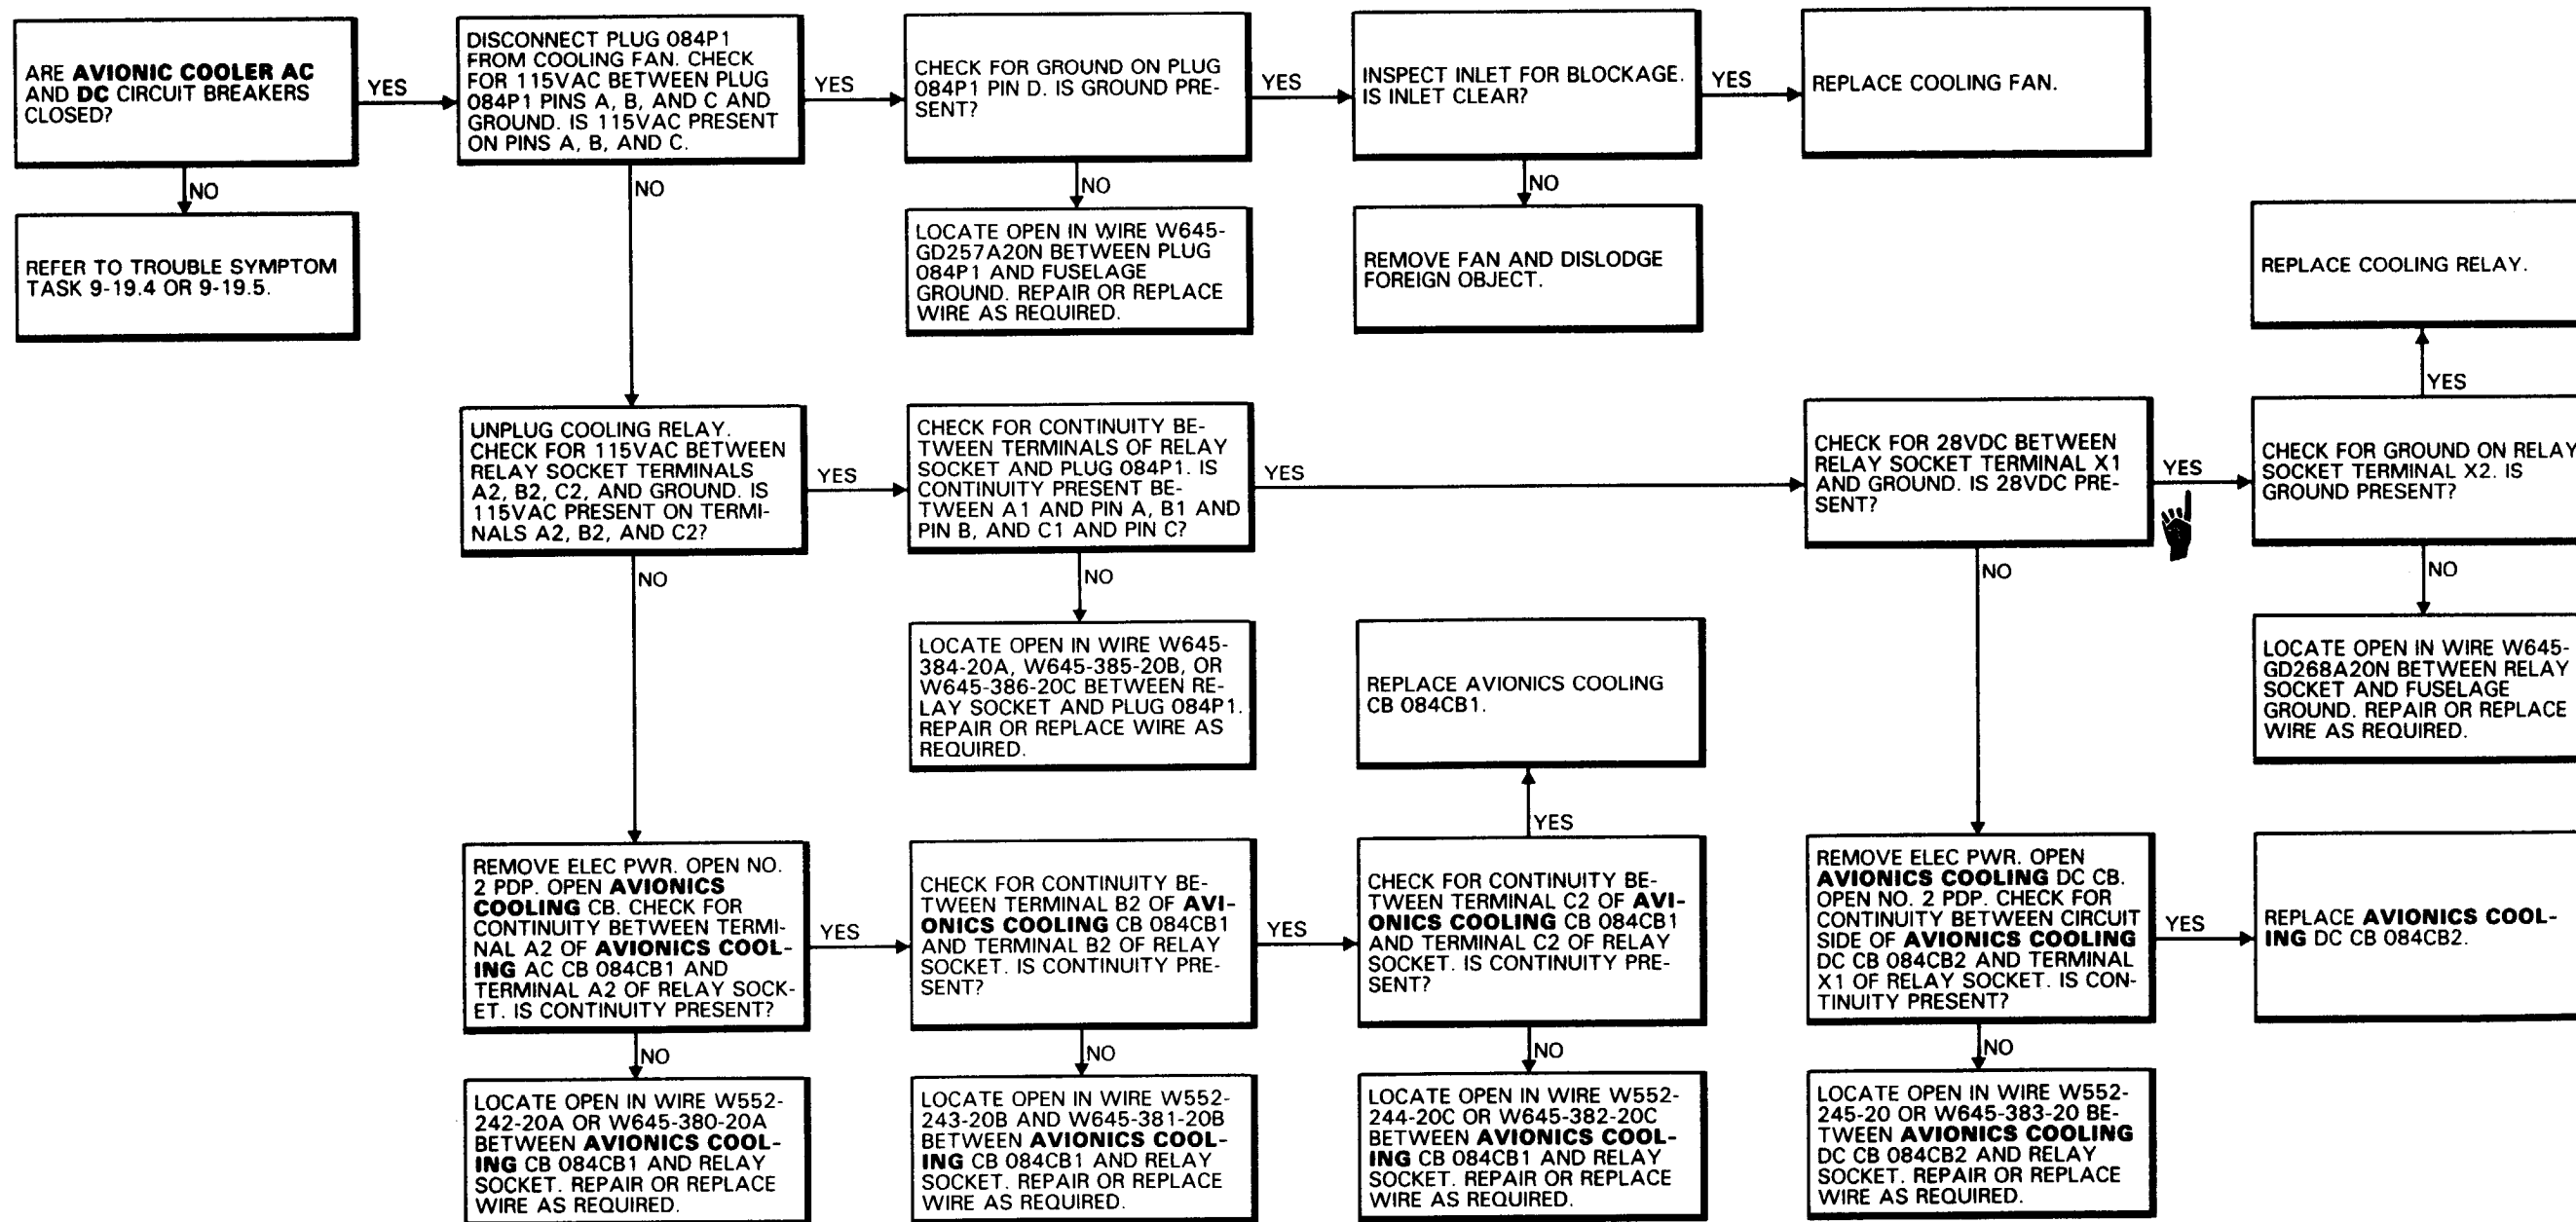 ARE AVIONIC COOLER AC
AND DC CIRCUIT BREAKERS
CLOSED?
YES
NO
REFER TO TROUBLE SYMPTOM
TASK 9-19.4 OR 9-19.5.
DISCONNECT PLUG 084P1
FROM COOLING FAN. CHECK
FOR 115VAC BETWEEN PLUG
084P1 PINS A, B, AND C AND
GROUND. IS 115VAC PRESENT
ON PINS A, B, AND C.
YES
NO
CHECK FOR GROUND ON PLUG
084P1 PIN D. IS GROUND PRE-
SENT?
YES
NO
LOCATE OPEN IN WIRE W645-
GD257A20N BETWEEN PLUG
084P1 AND FUSELAGE
GROUND. REPAIR OR REPLACE
WIRE AS REQUIRED.
INSPECT INLET FOR BLOCKAGE.
IS INLET CLEAR?
YES
NO
REMOVE FAN AND DISLODGE
FOREIGN OBJECT.
REPLACE COOLING FAN.
UNPLUG COOLING RELAY.
CHECK FOR 115VAC BETWEEN
RELAY SOCKET TERMINALS
A2, B2, C2, AND GROUND. IS
115VAC PRESENT ON TERMI-
NALS A2, B2, AND C2?
YES
NO
CHECK FOR CONTINUITY BE-
TWEEN TERMINALS OF RELAY
SOCKET AND PLUG 084P1. IS
CONTINUITY PRESENT BE-
TWEEN A1 AND PIN A, B1 AND
PIN B, AND C1 AND PIN C?
YES
NO
LOCATE OPEN IN WIRE W645-
384-20A, W645-385-20B, OR
W645-386-20C BETWEEN RE-
LAY SOCKET AND PLUG 084P1.
REPAIR OR REPLACE WIRE AS
REQUIRED.
CHECK FOR 28VDC BETWEEN
RELAY SOCKET TERMINAL X1
AND GROUND. IS 28VDC PRE-
SENT?
YES
NO
REPLACE COOLING RELAY.
YES
CHECK FOR GROUND ON RELAY
SOCKET TERMINAL X2. IS
GROUND PRESENT?
NO
LOCATE OPEN IN WIRE W645-
GD268A20N BETWEEN RELAY
SOCKET AND FUSELAGE
GROUND. REPAIR OR REPLACE
WIRE AS REQUIRED.
REMOVE ELEC PWR. OPEN NO.
2 PDP. OPEN AVIONICS
COOLING CB. CHECK FOR
CONTINUITY BETWEEN TERMI-
NAL A2 OF AVIONICS COOL-
ING AC CB 084CB1 AND
TERMINAL A2 OF RELAY SOCK-
ET. IS CONTINUITY PRESENT?
YES
NO
LOCATE OPEN IN WIRE W552-
242-20A OR W645-380-20A
BETWEEN AVIONICS COOL-
ING CB 084CB1 AND RELAY
SOCKET. REPAIR OR REPLACE
WIRE AS REQUIRED.
CHECK FOR CONTINUITY BE-
TWEEN TERMINAL B2 OF AVI-
ONICS COOLING CB 084CB1
AND TERMINAL B2 OF RELAY
SOCKET. IS CONTINUITY PRE-
SENT?
YES
NO
LOCATE OPEN IN WIRE W552-
243-20B AND W645-381-20B
BETWEEN AVIONICS COOL-
ING CB 084CB1 AND RELAY
SOCKET. REPAIR OR REPLACE
WIRE AS REQUIRED.
REPLACE AVIONICS COOLING
CB 084CB1.
YES
CHECK FOR CONTINUITY BE-
TWEEN TERMINAL C2 OF AVI-
ONICS COOLING CB 084CB1
AND TERMINAL C2 OF RELAY
SOCKET. IS CONTINUITY PRE-
SENT?
NO
LOCATE OPEN IN WIRE W552-
244-20C OR W645-382-20C
BETWEEN AVIONICS COOL-
ING CB 084CB1 AND RELAY
SOCKET. REPAIR OR REPLACE
WIRE AS REQUIRED.
REMOVE ELEC PWR. OPEN
AVIONICS COOLING DC CB.
OPEN NO. 2 PDP. CHECK FOR
CONTINUITY BETWEEN CIRCUIT
SIDE OF AVIONICS COOLING
DC CB 084CB2 AND TERMINAL
X1 OF RELAY SOCKET. IS CON-
TINUITY PRESENT?
YES
NO
LOCATE OPEN IN WIRE W552-
245-20 OR W645-383-20 BE-
TWEEN AVIONICS COOLING
DC CB 084CB2 AND RELAY
SOCKET. REPAIR OR REPLACE
WIRE AS REQUIRED.
REPLACE AVIONICS COOL-
ING DC CB 084CB2.